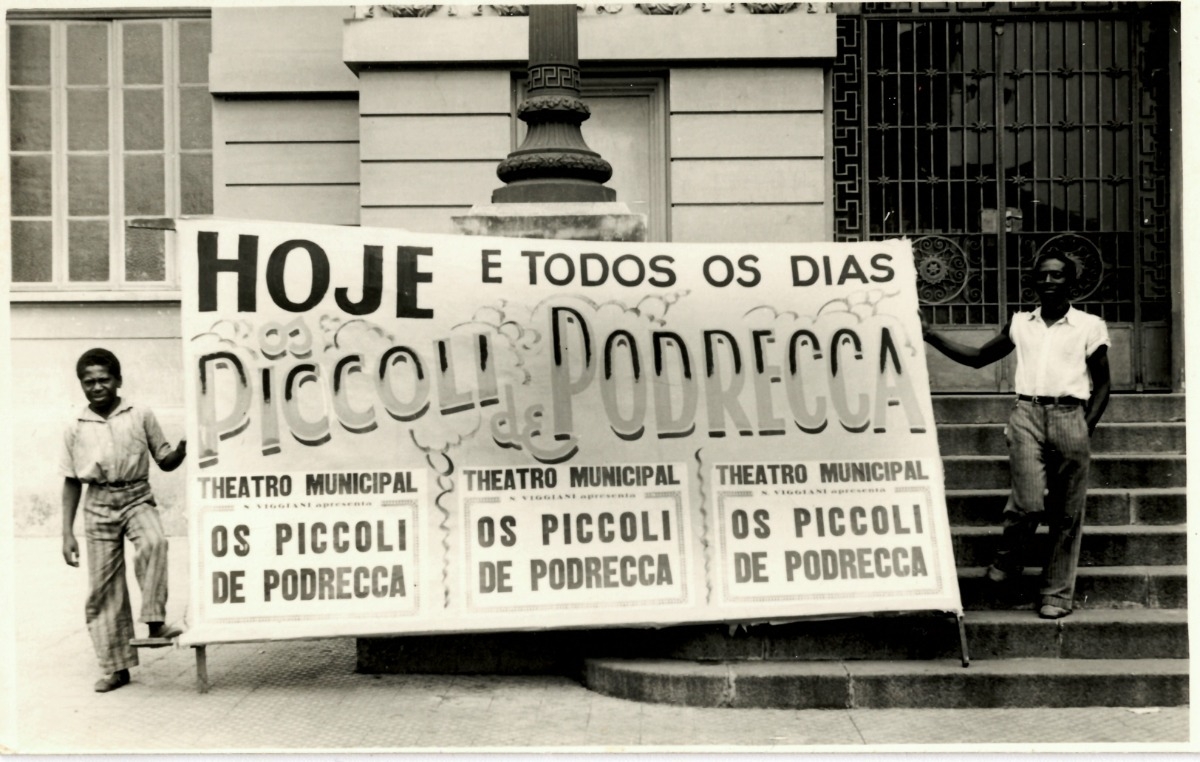 HOJE E TODOS OS DIAS
OS
PICCOLI de PODRECCA
THEATRO MUNICIPAL
N. VIGGIANI apresenta
OS PICCOLI
DE PODRECCA
THEATRO MUNICIPAL
N. VIGGIANI apresenta
OS PICCOLI
DE PODRECCA
THEATRO MUNICIPAL
N. VIGGIANI apresenta
OS PICCOLI
DE PODRECCA